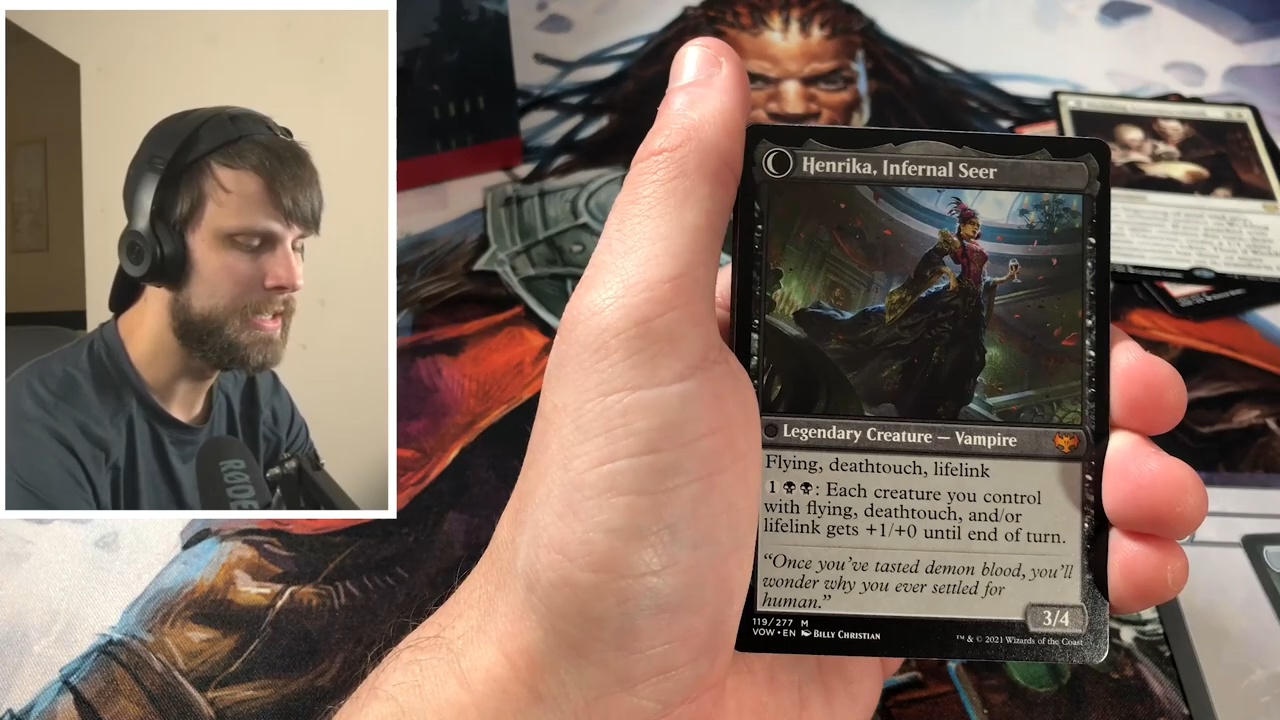 Henrika, Infernal Seer
Legendary Creature — Vampire
Flying, deathtouch, lifelink
1: Each creature you control
with flying, deathtouch, and/or
lifelink gets +1/+0 until end of turn.
“Once you’ve tasted demon blood, you’ll
wonder why you ever settled for
human.”
3/4
119/277 M
VOW • EN BILLY CHRISTIAN
™ & © 2021 Wizards of the Coast
RØDE